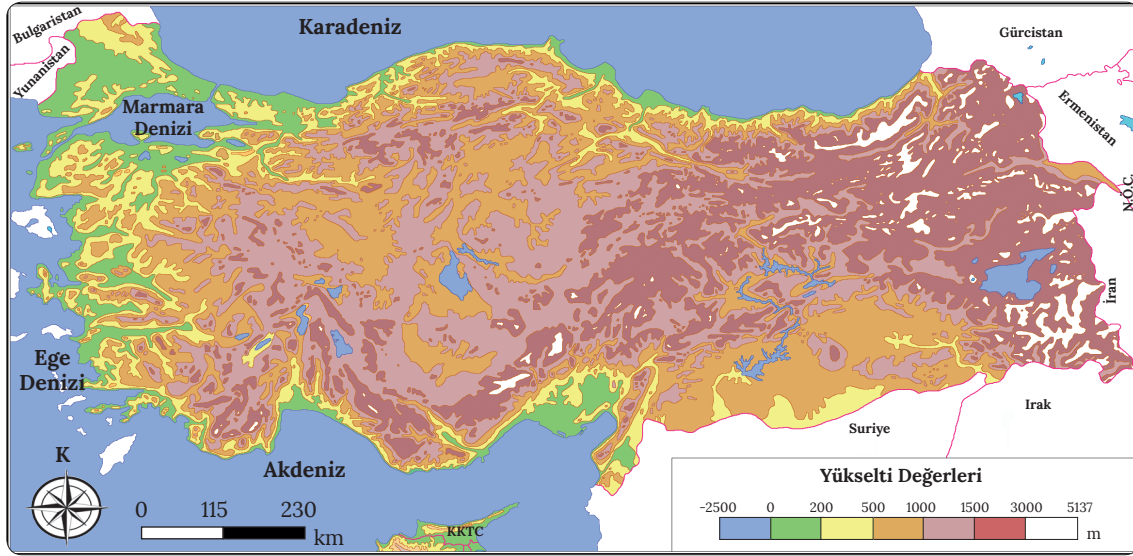 Bulgaristan
Yunanistan
Karadeniz
Gürcistan
Marmara
Denizi
Ermenistan
N.Ö.C.
İran
Ege
Denizi
Irak
Suriye
K
Akdeniz
0 115 230
km
KKTC
Yükselti Değerleri
-2500 0 200 500 1000 1500 3000 5137
m